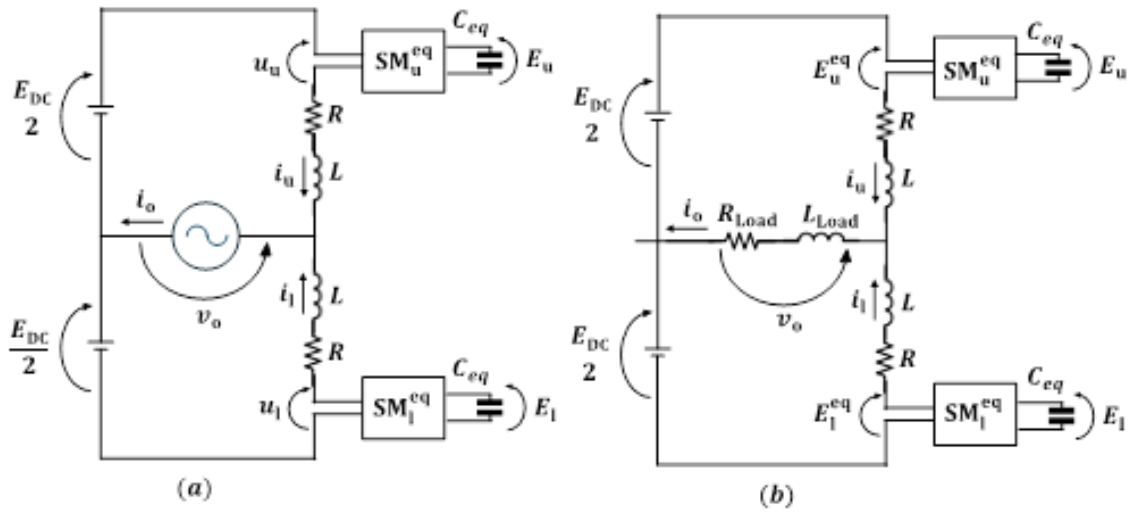 C_eq
u_u
SM_u^eq
E_u
E_DC
2
R
i_u
L
i_o
v_o
i_l
L
R
E_DC
2
C_eq
u_l
SM_l^eq
E_l
(a)
C_eq
E_u^eq
SM_u^eq
E_u
E_DC
2
R
i_u
L
i_o
R_Load
L_Load
v_o
i_l
L
R
E_DC
2
C_eq
E_l^eq
SM_l^eq
E_l
(b)